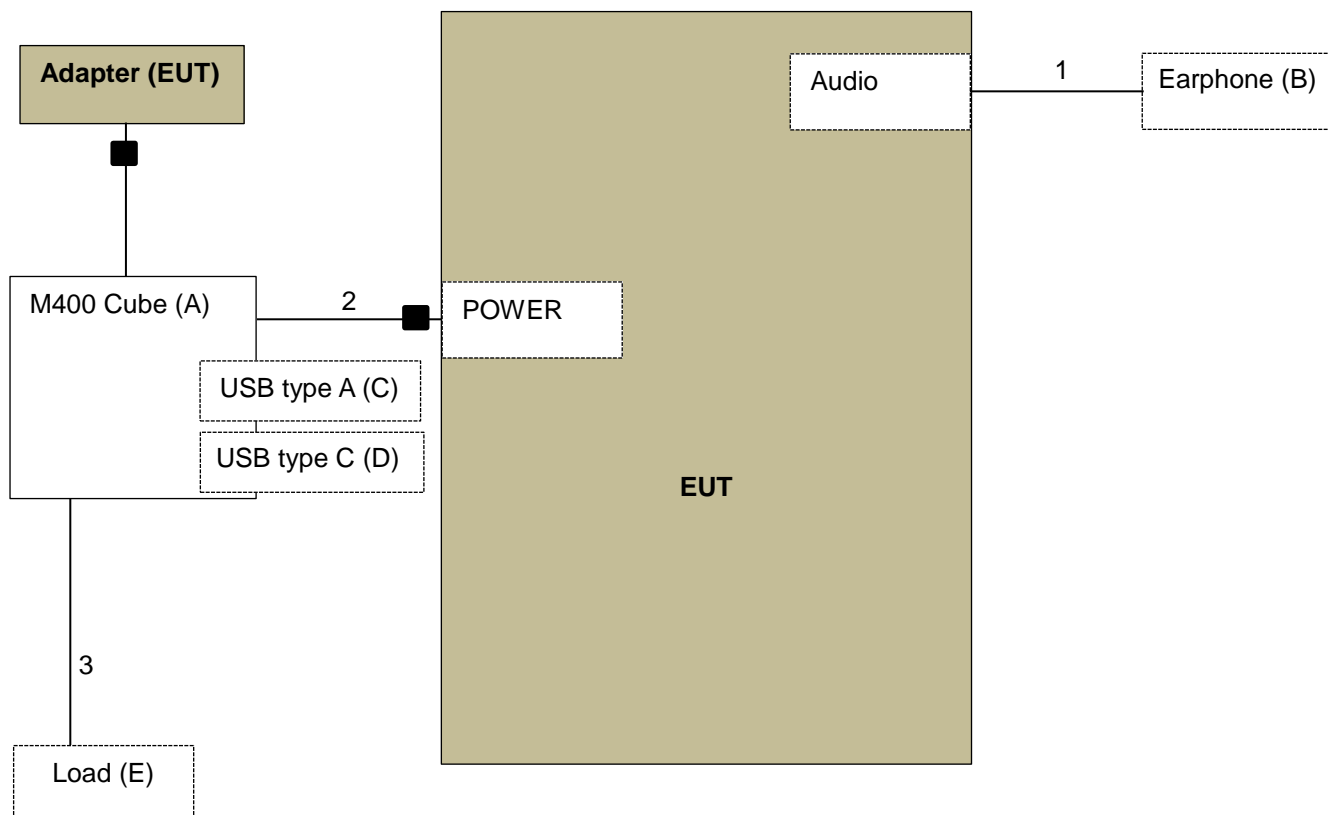 Adapter (EUT)
Audio
1
Earphone (B)
M400 Cube (A)
2
POWER
USB type A (C)
USB type C (D)
EUT
3
Load (E)